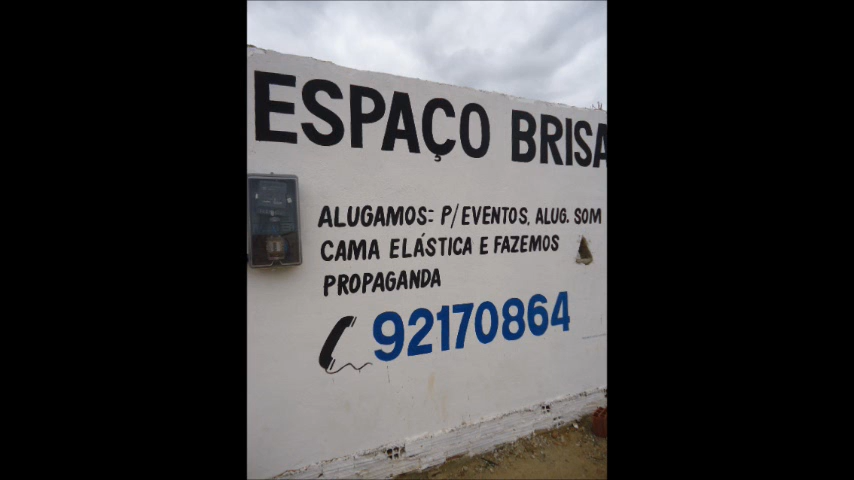 ESPAÇO BRISA
ALUGAMOS: P/EVENTOS, ALUG. SOM
CAMA ELÁSTICA E FAZEMOS
PROPAGANDA
92170864